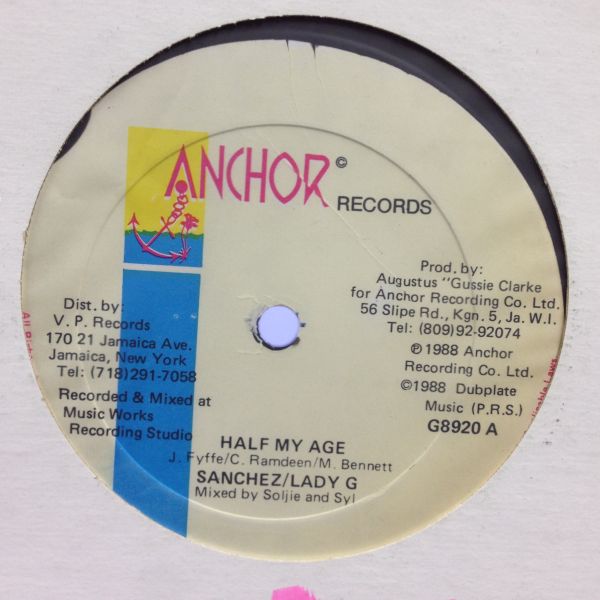 ANCHOR ©
RECORDS
Prod. by:
Augustus "Gussie Clarke
for Anchor Recording Co. Ltd.
56 Slipe Rd., Kgn. 5, Ja. W.I.
Tel: (809)92-92074
℗ 1988 Anchor
Recording Co. Ltd.
©1988 Dubplate
Music (P.R.S.)
G8920 A
Dist. by:
V. P. Records
170 21 Jamaica Ave.
Jamaica, New York
Tel: (718)291-7058
Recorded & Mixed at
Music Works
Recording Studio
HALF MY AGE
J. Fyffe/C. Ramdeen/M. Bennett
SANCHEZ/LADY G
Mixed by Soljie and Syl
All
Laws